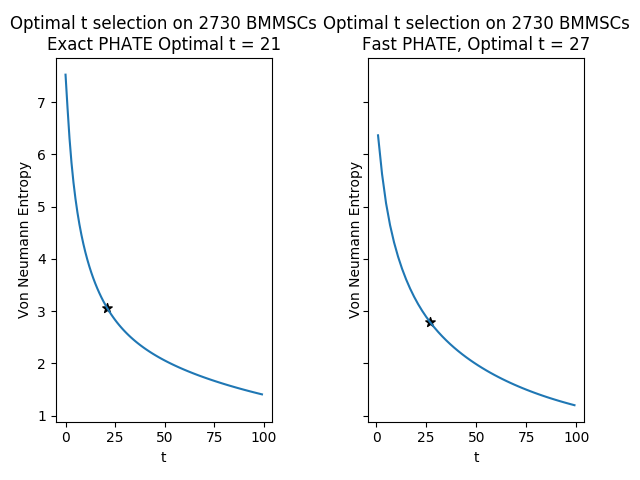 Optimal t selection on 2730 BMMSCs
Exact PHATE Optimal t = 21
Von Neumann Entropy
7
6
5
4
3
2
1
0
25
50
75
100
t
Optimal t selection on 2730 BMMSCs
Fast PHATE, Optimal t = 27
Von Neumann Entropy
0
25
50
75
100
t